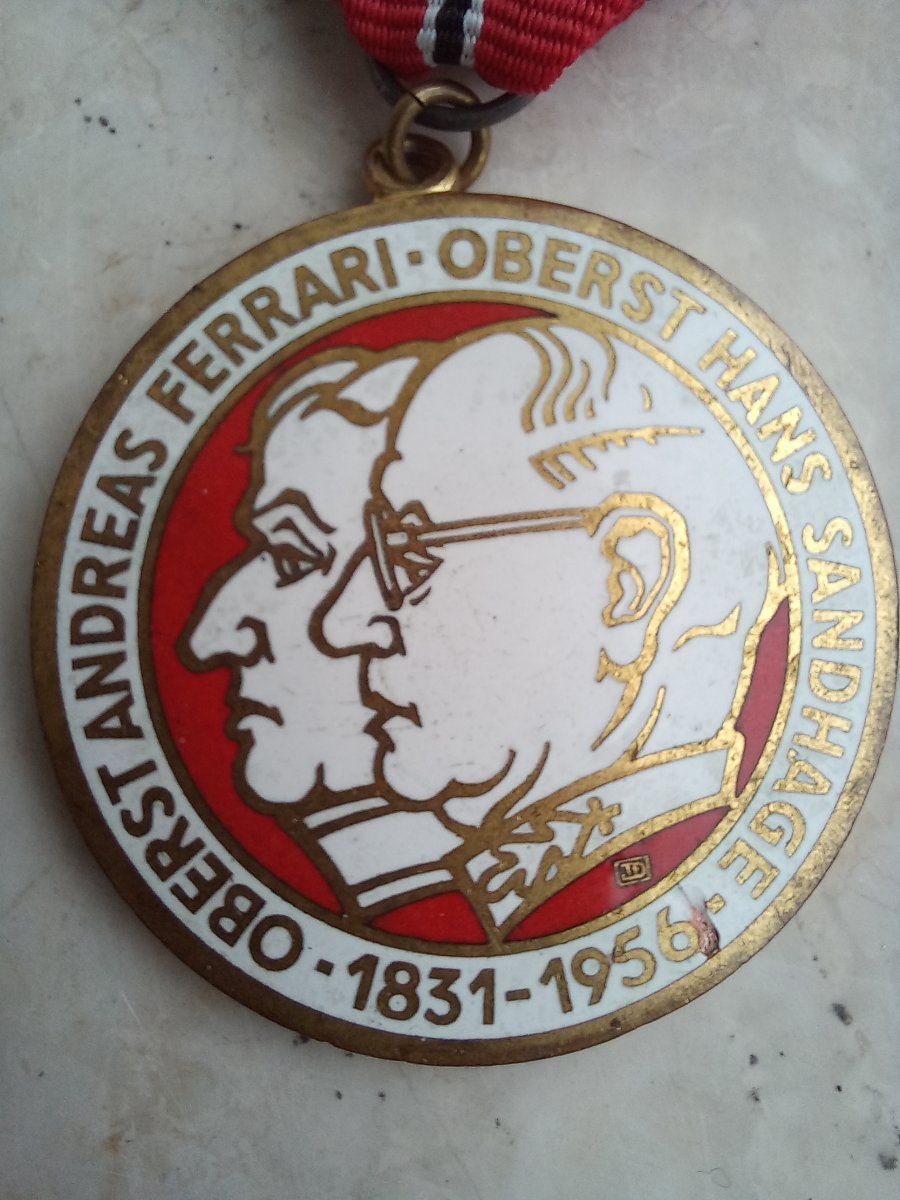 OBERST ANDREAS FERRARI · OBERST HANS SANDHAGE ·
1831-1956 ·